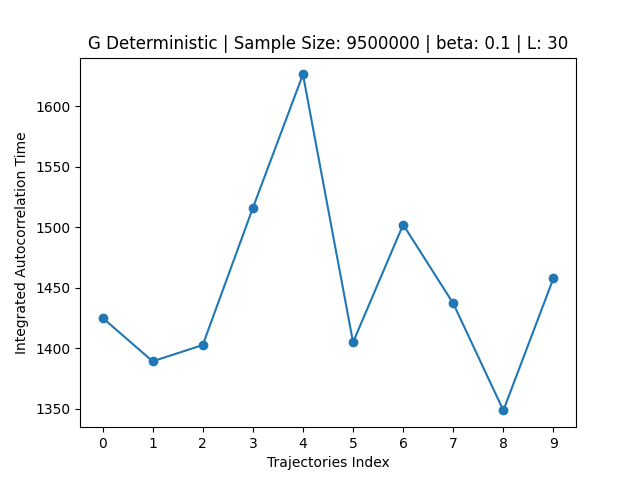 G Deterministic | Sample Size: 9500000 | beta: 0.1 | L: 30
Integrated Autocorrelation Time
1600
1550
1500
1450
1400
1350
0 1 2 3 4 5 6 7 8 9
Trajectories Index